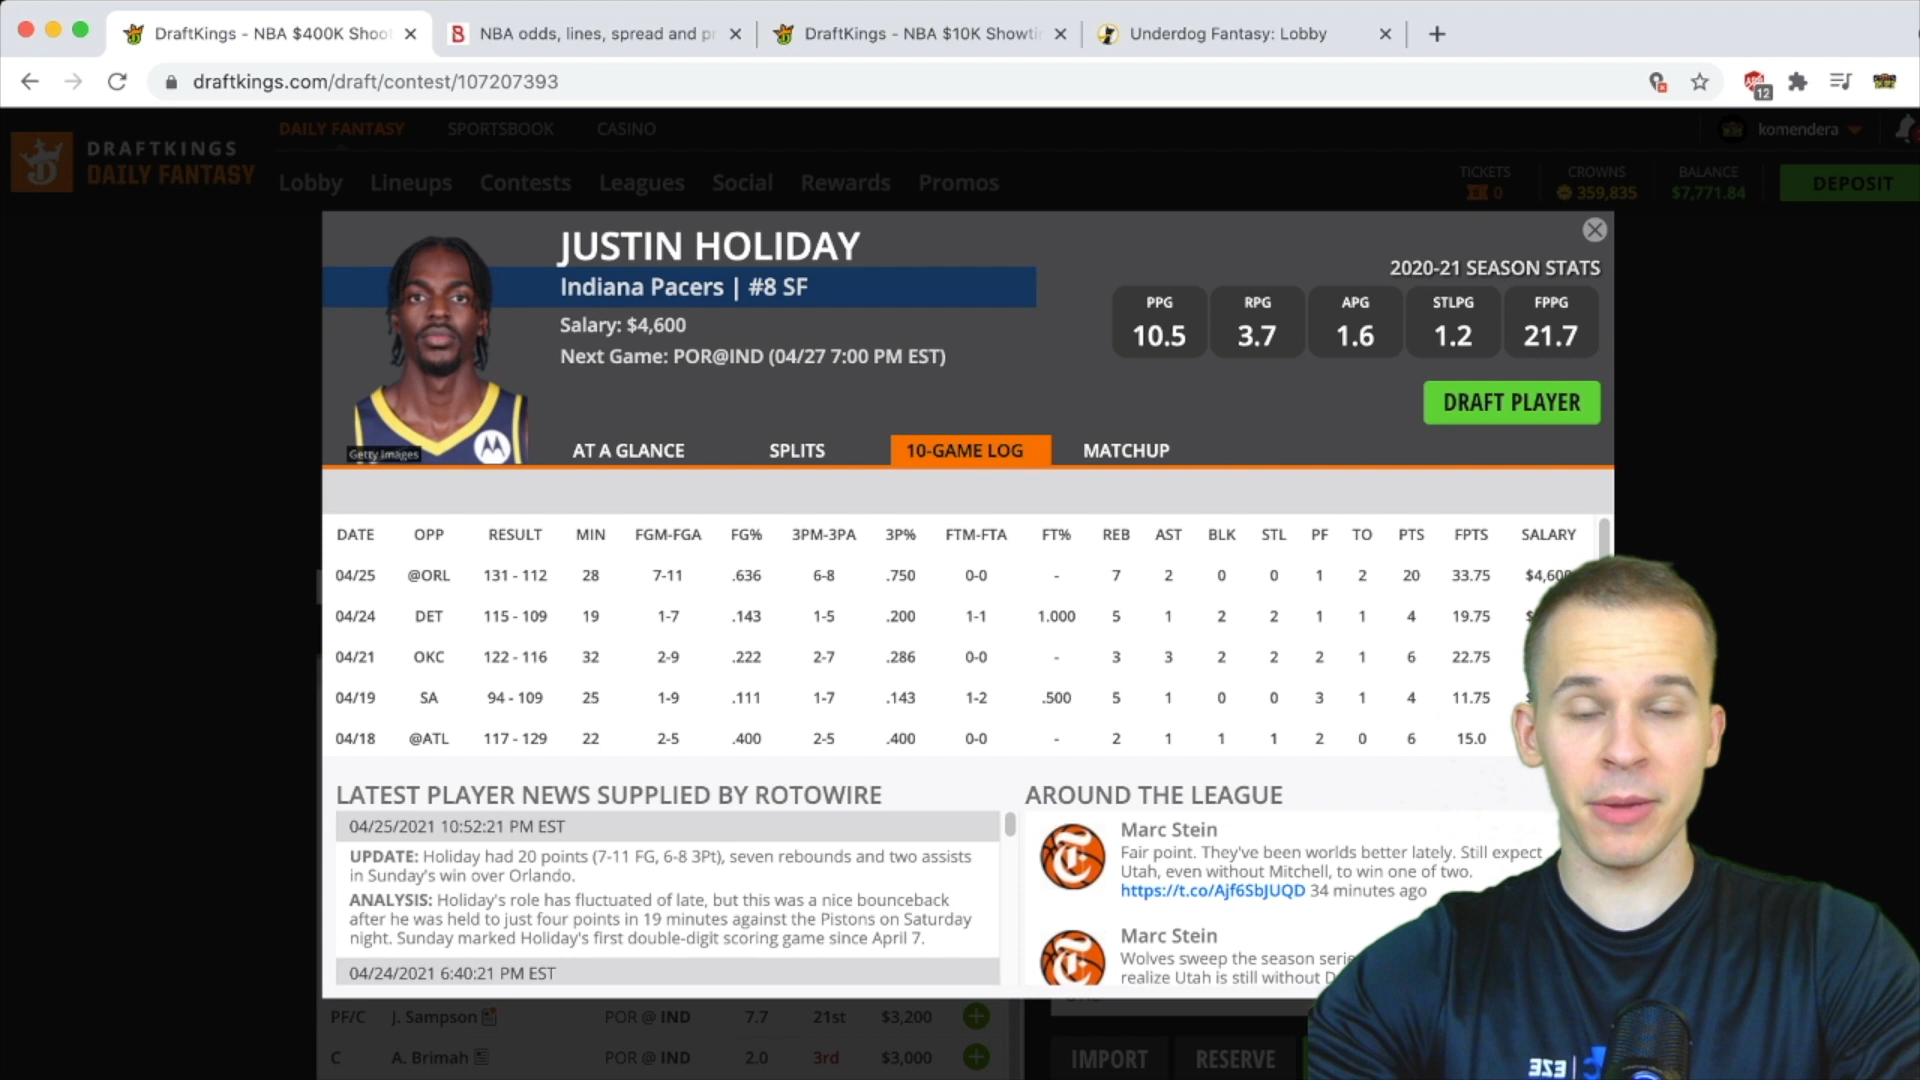 DraftKings - NBA $400K Shoot
NBA odds, lines, spread and pr
DraftKings - NBA $10K Showti
Underdog Fantasy: Lobby
draftkings.com/draft/contest/107207393
12
DAILY FANTASY SPORTSBOOK CASINO
komendera
DRAFTKINGS
DAILY FANTASY
Lobby Lineups Contests Leagues Social Rewards Promos
TICKETS
0
CROWNS
359,835
BALANCE
$7,771.84
DEPOSIT
JUSTIN HOLIDAY
Indiana Pacers | #8 SF
Salary: $4,600
Next Game: POR@IND (04/27 7:00 PM EST)
2020-21 SEASON STATS
PPG RPG APG STLPG FPPG
10.5 3.7 1.6 1.2 21.7
DRAFT PLAYER
Getty Images
AT A GLANCE SPLITS 10-GAME LOG MATCHUP
DATE OPP RESULT MIN FGM-FGA FG% 3PM-3PA 3P% FTM-FTA FT% REB AST BLK STL PF TO PTS FPTS SALARY
04/25 @ORL 131 - 112 28 7-11 .636 6-8 .750 0-0 - 7 2 0 0 1 2 20 33.75 $4,600
04/24 DET 115 - 109 19 1-7 .143 1-5 .200 1-1 1.000 5 1 2 2 1 1 4 19.75
04/21 OKC 122 - 116 32 2-9 .222 2-7 .286 0-0 - 3 3 2 2 2 1 6 22.75
04/19 SA 94 - 109 25 1-9 .111 1-7 .143 1-2 .500 5 1 0 0 3 1 4 11.75
04/18 @ATL 117 - 129 22 2-5 .400 2-5 .400 0-0 - 2 1 1 1 2 0 6 15.0
LATEST PLAYER NEWS SUPPLIED BY ROTOWIRE
04/25/2021 10:52:21 PM EST
UPDATE: Holiday had 20 points (7-11 FG, 6-8 3Pt), seven rebounds and two assists
in Sunday's win over Orlando.
ANALYSIS: Holiday's role has fluctuated of late, but this was a nice bounceback
after he was held to just four points in 19 minutes against the Pistons on Saturday
night. Sunday marked Holiday's first double-digit scoring game since April 7.
04/24/2021 6:40:21 PM EST
AROUND THE LEAGUE
Marc Stein
Fair point. They've been worlds better lately. Still expect
Utah, even without Mitchell, to win one of two.
https://t.co/Ajf6SbJUQD 34 minutes ago
Marc Stein
Wolves sweep the season serie
realize Utah is still without D
PF/C J. Sampson POR @ IND 7.7 21st $3,200
C A. Brimah POR @ IND 2.0 3rd $3,000
IMPORT RESERVE